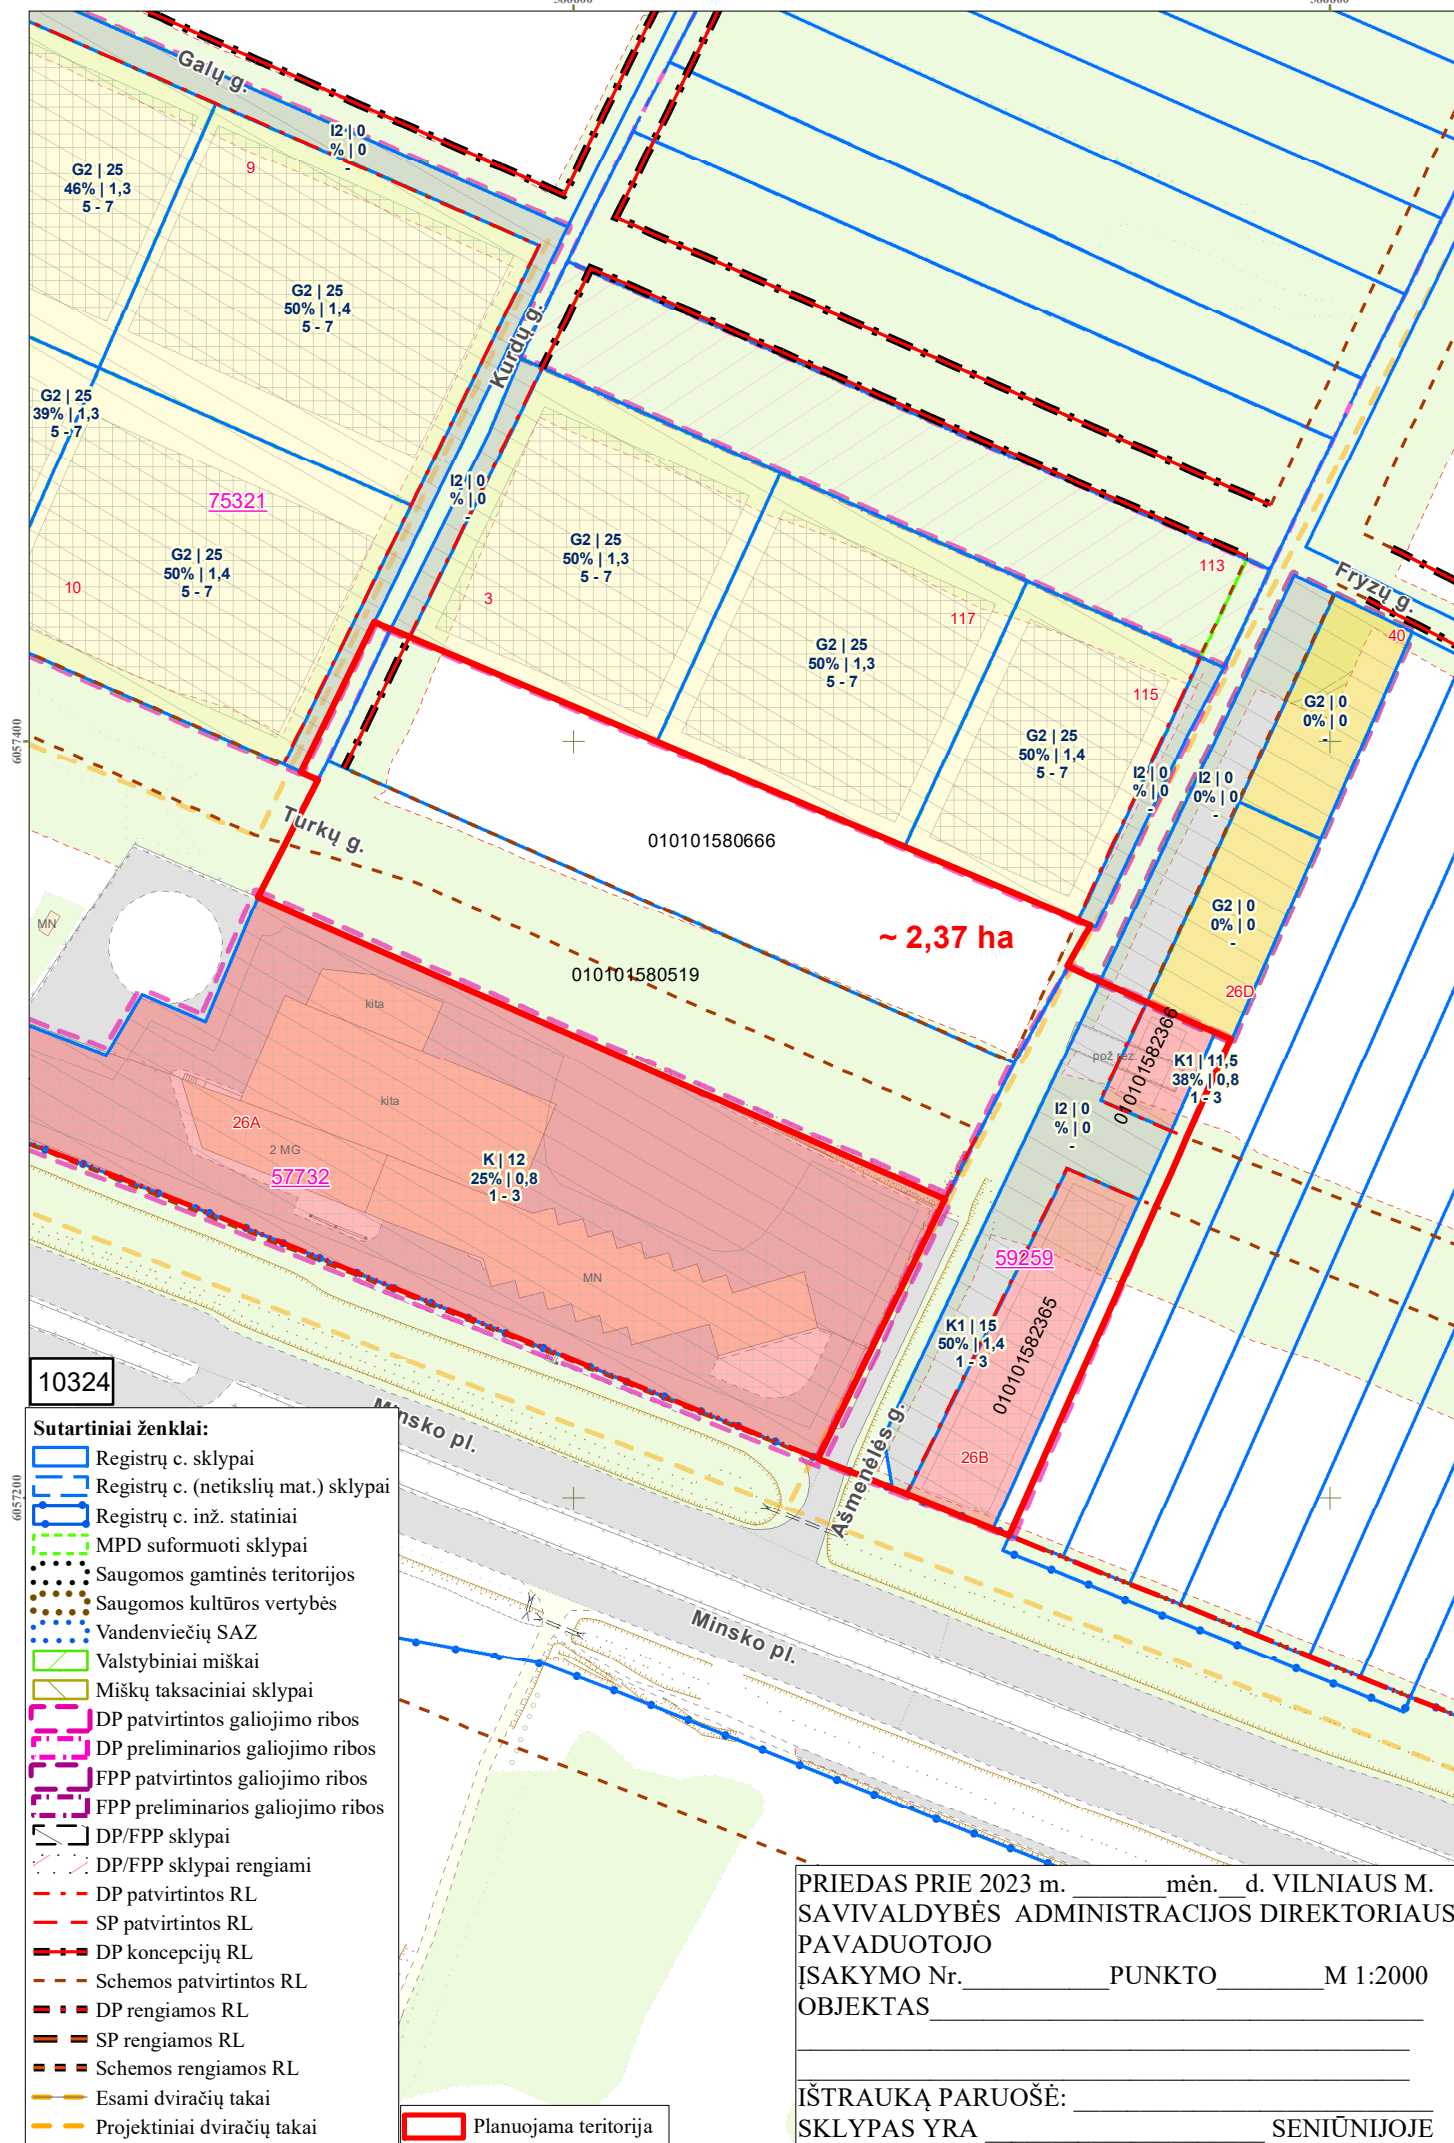 Galų g.
I2 | 0
% | 0
-
9
G2 | 25
46% | 1,3
5 - 7
G2 | 25
50% | 1,4
5 - 7
Kurdų g.
G2 | 25
39% | 1,3
5 - 7
75321
I2 | 0
% | 0
-
G2 | 25
50% | 1,4
5 - 7
10
G2 | 25
50% | 1,3
5 - 7
3
113
Fryzų g.
117
40
G2 | 25
50% | 1,3
5 - 7
115
G2 | 0
0% | 0
-
G2 | 25
50% | 1,4
5 - 7
I2 | 0
% | 0
-
I2 | 0
0% | 0
-
6057400
Turkų g.
010101580666
G2 | 0
0% | 0
-
~ 2,37 ha
MN
010101580519
26D
kita
010101582366
pož rez.
K1 | 11,5
38% | 0,8
1 - 3
kita
I2 | 0
% | 0
-
26A
2 MG
57732
K | 12
25% | 0,8
1 - 3
59259
MN
K1 | 15
50% | 1,4
1 - 3
010101582365
10324
Minsko pl.
Ašmenėlės g.
26B
6057200
Minsko pl.
Sutartiniai ženklai:
Registrų c. sklypai
Registrų c. (netikslių mat.) sklypai
Registrų c. inž. statiniai
MPD suformuoti sklypai
Saugomos gamtinės teritorijos
Saugomos kultūros vertybės
Vandenviečių SAZ
Valstybiniai miškai
Miškų taksaciniai sklypai
DP patvirtintos galiojimo ribos
DP preliminarios galiojimo ribos
FPP patvirtintos galiojimo ribos
FPP preliminarios galiojimo ribos
DP/FPP sklypai
DP/FPP sklypai rengiami
DP patvirtintos RL
SP patvirtintos RL
DP koncepcijų RL
Schemos patvirtintos RL
DP rengiamos RL
SP rengiamos RL
Schemos rengiamos RL
Esami dviračių takai
Projektiniai dviračių takai
Planuojama teritorija
PRIEDAS PRIE 2023 m. _______mėn.__d. VILNIAUS M.
SAVIVALDYBĖS ADMINISTRACIJOS DIREKTORIAUS
PAVADUOTOJO
ĮSAKYMO Nr.___________PUNKTO________M 1:2000
OBJEKTAS_____________________________________
IŠTRAUKĄ PARUOŠĖ: ___________________________
SKLYPAS YRA _____________________ SENIŪNIJOJE